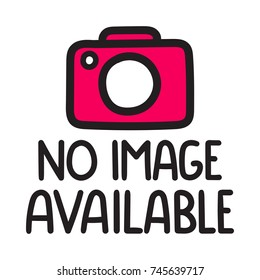 NO IMAGE
AVAILABLE
shutterstock.com · 745639717